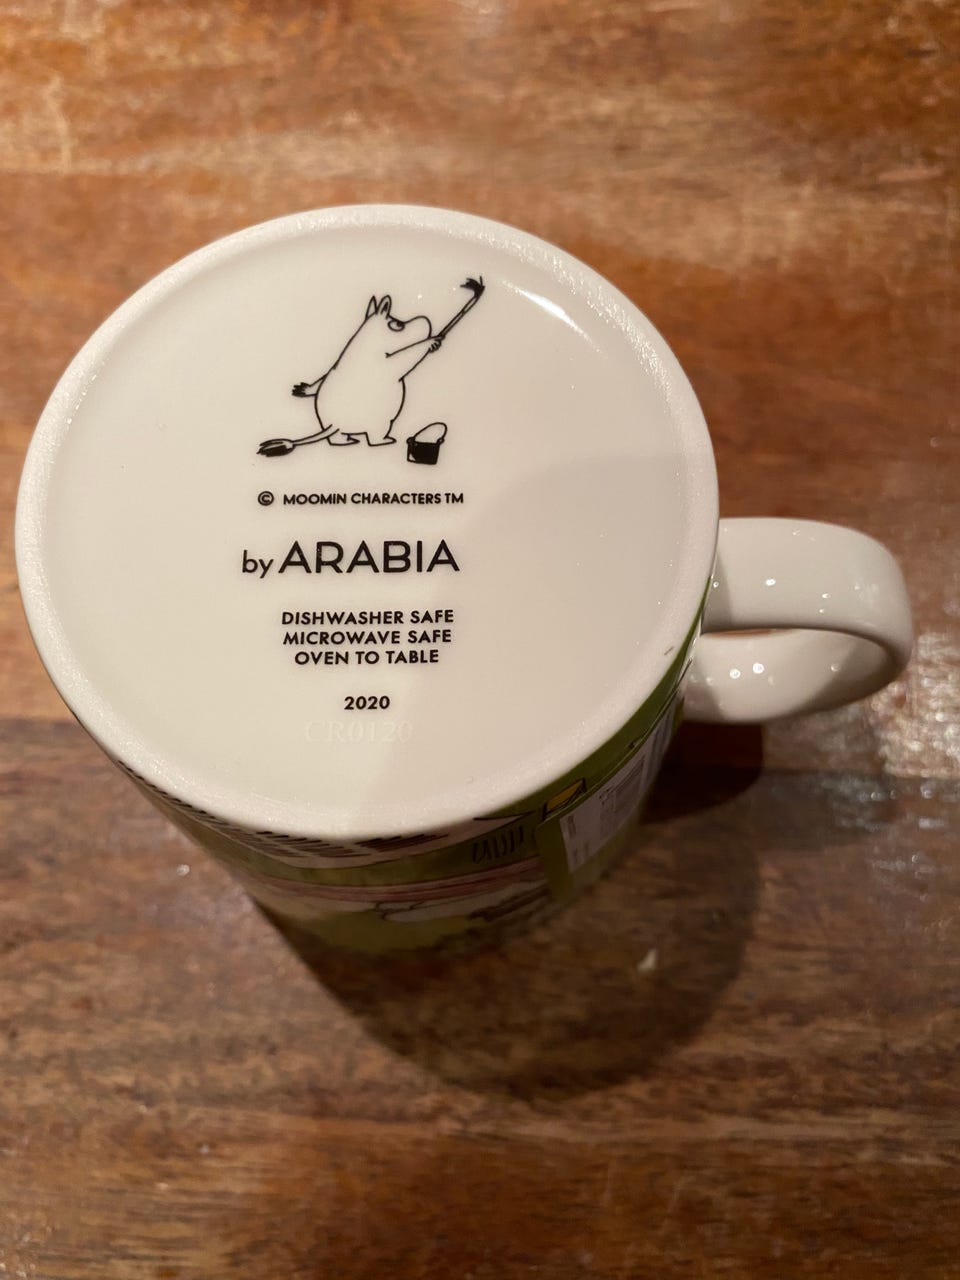 © MOOMIN CHARACTERS TM
by ARABIA
DISHWASHER SAFE
MICROWAVE SAFE
OVEN TO TABLE
2020
CR0120